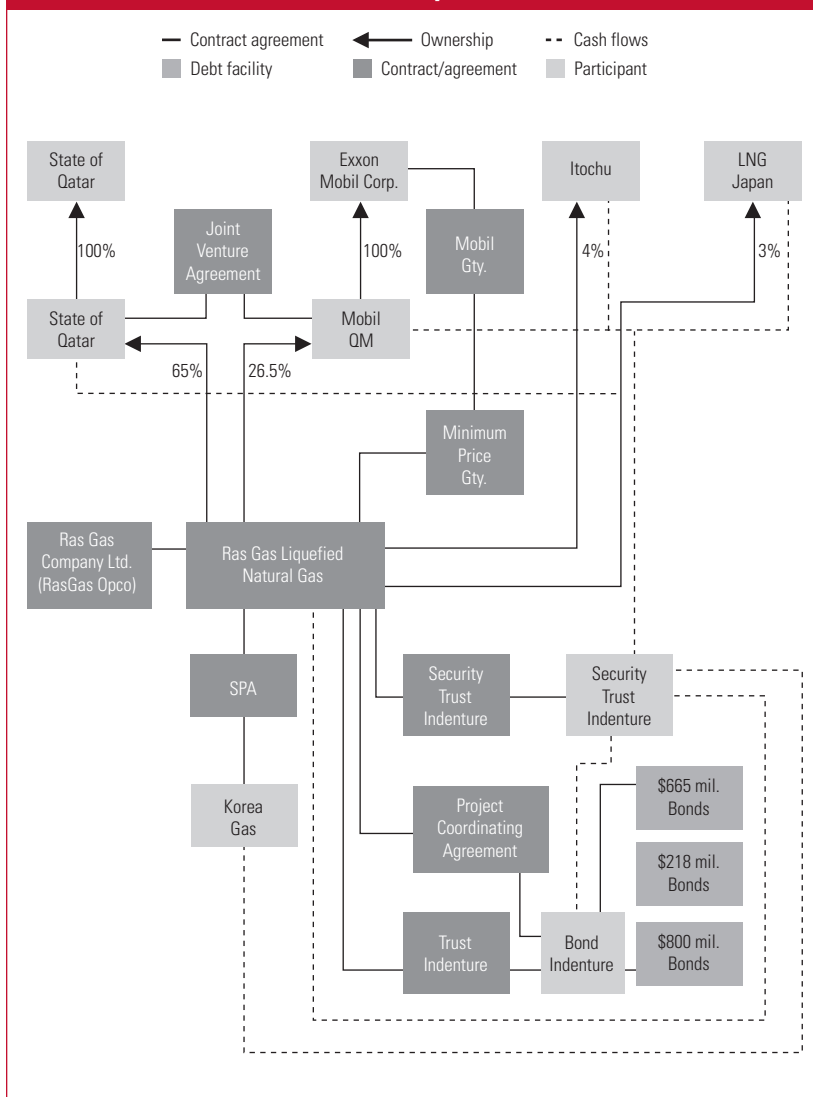 Contract agreement
Ownership
Cash flows
Debt facility
Contract/agreement
Participant
State of
Qatar
Exxon
Mobil Corp.
Itochu
LNG
Japan
Joint
Venture
Agreement
Mobil
Gty.
100%
100%
4%
3%
State of
Qatar
Mobil
QM
65%
26.5%
Minimum
Price
Gty.
Ras Gas
Company Ltd.
(RasGas Opco)
Ras Gas Liquefied
Natural Gas
SPA
Security
Trust
Indenture
Security
Trust
Indenture
Korea
Gas
Project
Coordinating
Agreement
$665 mil.
Bonds
$218 mil.
Bonds
Trust
Indenture
Bond
Indenture
$800 mil.
Bonds